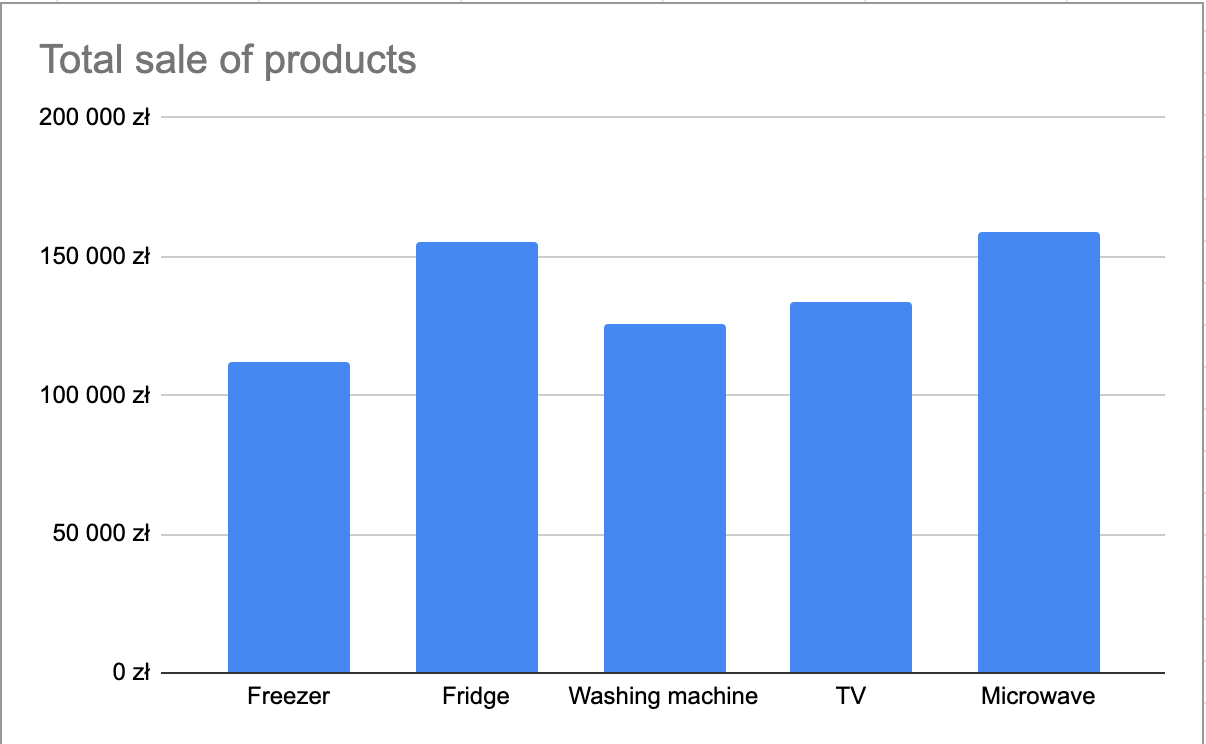 Total sale of products
200 000 zł
150 000 zł
100 000 zł
50 000 zł
0 zł
Freezer Fridge Washing machine TV Microwave